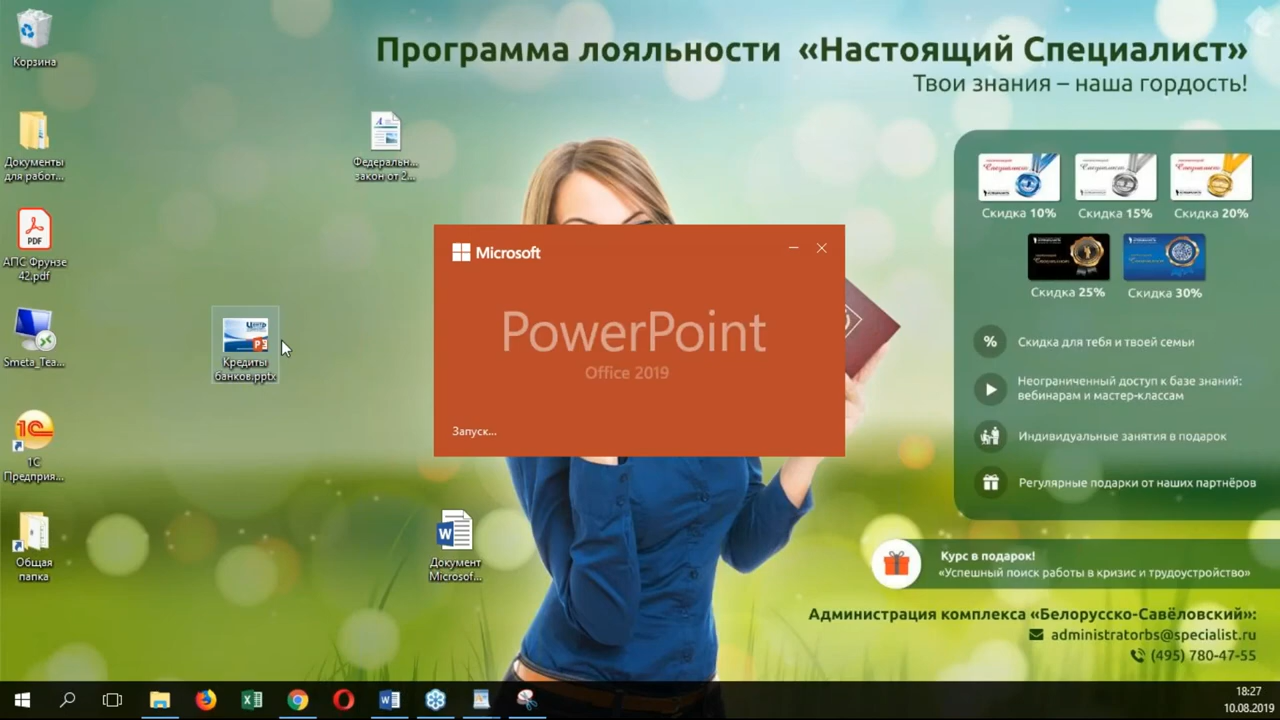 Программа лояльности «Настоящий Специалист»
Твои знания – наша гордость!
Корзина
Документы
для работ...
Федеральн...
закон от 2...
PDF
АПС Фрунзе
42.pdf
Smeta_Tea...
Кредиты
банков.pptx
1С
Предприя...
Общая
папка
Документ
Microsof...
Microsoft
PowerPoint
Office 2019
Запуск...
Скидка 10%
Скидка 15%
Скидка 20%
Скидка 25%
Скидка 30%
Скидка для тебя и твоей семьи
Неограниченный доступ к базе знаний:
вебинарам и мастер-классам
Индивидуальные занятия в подарок
Регулярные подарки от наших партнёров
Курс в подарок!
«Успешный поиск работы в кризис и трудоустройство»
Администрация комплекса «Белорусско-Савёловский»:
administratorbs@specialist.ru
(495) 780-47-55
18:27
10.08.2019